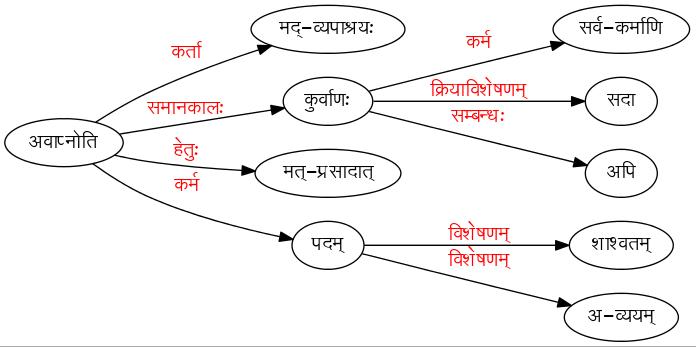 मद्-व्यपाश्रयः
सर्व-कर्माणि
कर्ता
कर्म
समानकालः
कुर्वाणः
क्रियाविशेषणम्
सदा
सम्बन्धः
अवाप्नोति
हेतुः
मत्-प्रसादात्
अपि
कर्म
पदम्
विशेषणम्
शाश्वतम्
विशेषणम्
अ-व्ययम्